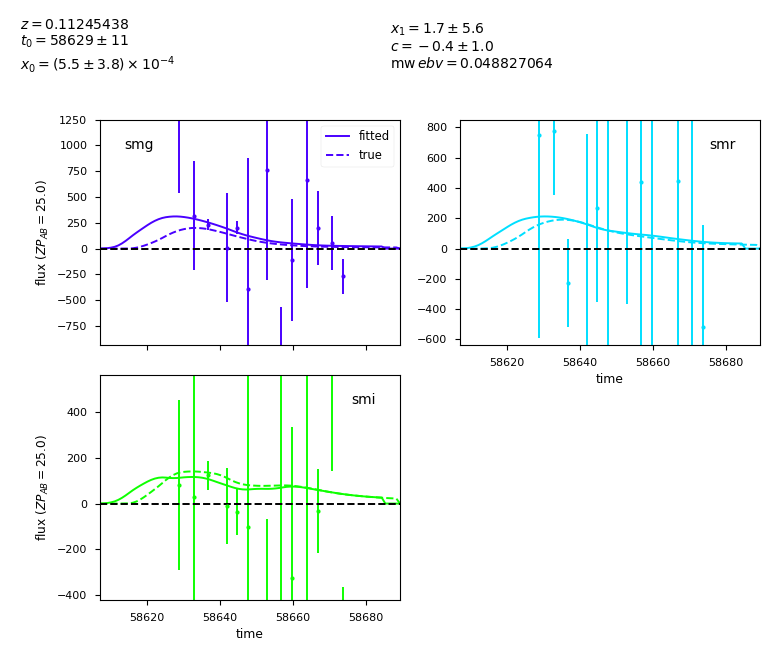 z = 0.11245438
t₀ = 58629 ± 11
x₀ = (5.5 ± 3.8) × 10⁻⁴
x₁ = 1.7 ± 5.6
c = −0.4 ± 1.0
mw ebv = 0.048827064
smg
fitted
true
flux (ZP_AB = 25.0)
1250
1000
750
500
250
0
−250
−500
−750
smr
800
600
400
200
0
−200
−400
−600
58620 58640 58660 58680
time
smi
flux (ZP_AB = 25.0)
400
200
0
−200
−400
58620 58640 58660 58680
time